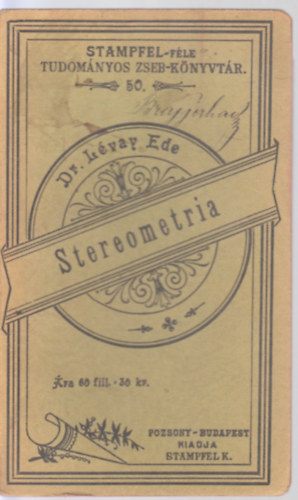 STAMPFEL-FÉLE
TUDOMÁNYOS ZSEB-KÖNYVTÁR.
50.
Dr. Lévay Ede
Stereometria
Ára 60 fill. - 30 kr.
POZSONY - BUDAPEST
KIADJA
STAMPFEL K.